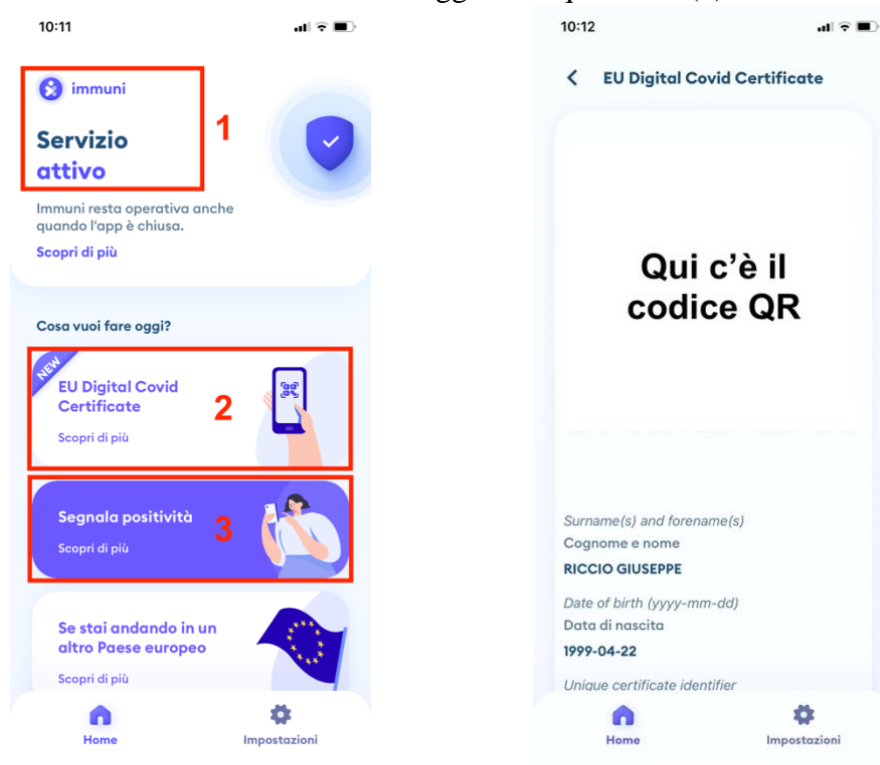 10:11
immuni
1
Servizio
attivo
Immuni resta operativa anche
quando l'app è chiusa.
Scopri di più
Cosa vuoi fare oggi?
NEW
EU Digital Covid
Certificate
2
Scopri di più
Segnala positività
3
Scopri di più
Se stai andando in un
altro Paese europeo
Scopri di più
Home
Impostazioni
10:12
EU Digital Covid Certificate
Qui c'è il
codice QR
Surname(s) and forename(s)
Cognome e nome
RICCIO GIUSEPPE
Date of birth (yyyy-mm-dd)
Data di nascita
1999-04-22
Unique certificate identifier
Home
Impostazioni